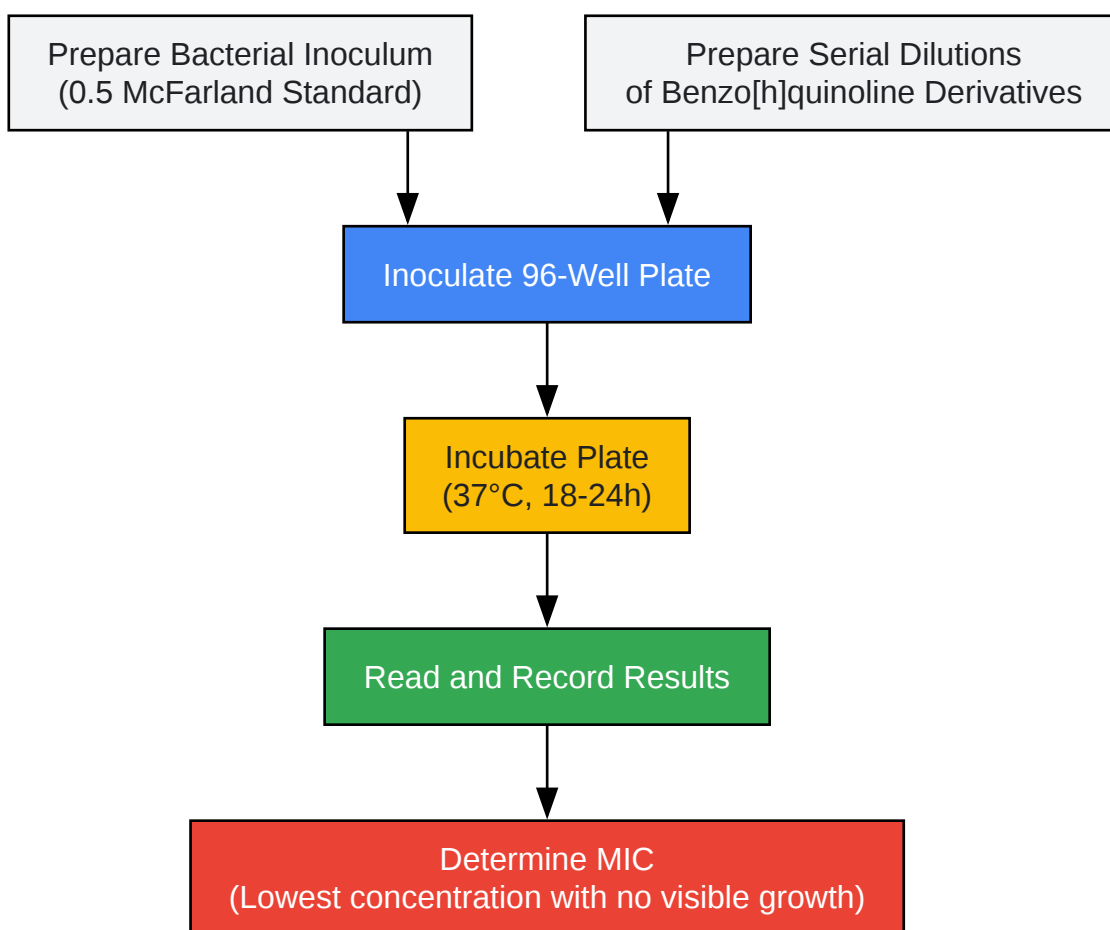 Prepare Bacterial Inoculum
(0.5 McFarland Standard)
Prepare Serial Dilutions
of Benzo[h]quinoline Derivatives
Inoculate 96-Well Plate
Incubate Plate
(37°C, 18-24h)
Read and Record Results
Determine MIC
(Lowest concentration with no visible growth)